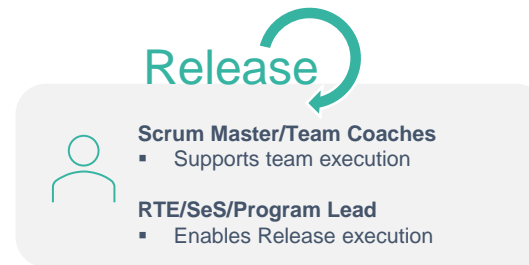 Release
Scrum Master/Team Coaches
▪ Supports team execution
RTE/SeS/Program Lead
▪ Enables Release execution